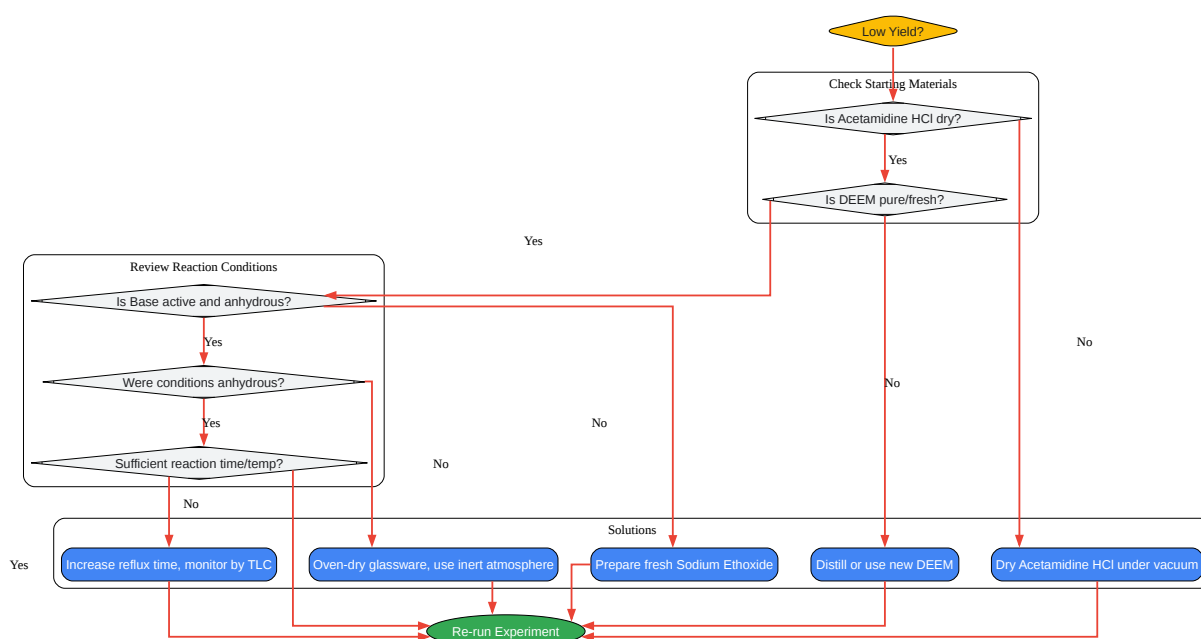 Low Yield?
Check Starting Materials
Is Acetamidine HCl dry?
Yes
Is DEEM pure/fresh?
Yes
Review Reaction Conditions
Is Base active and anhydrous?
Yes
No
Were conditions anhydrous?
No
Yes
No
Sufficient reaction time/temp?
No
No
Solutions
Yes
Increase reflux time, monitor by TLC
Oven-dry glassware, use inert atmosphere
Prepare fresh Sodium Ethoxide
Distill or use new DEEM
Dry Acetamidine HCl under vacuum
Re-run Experiment